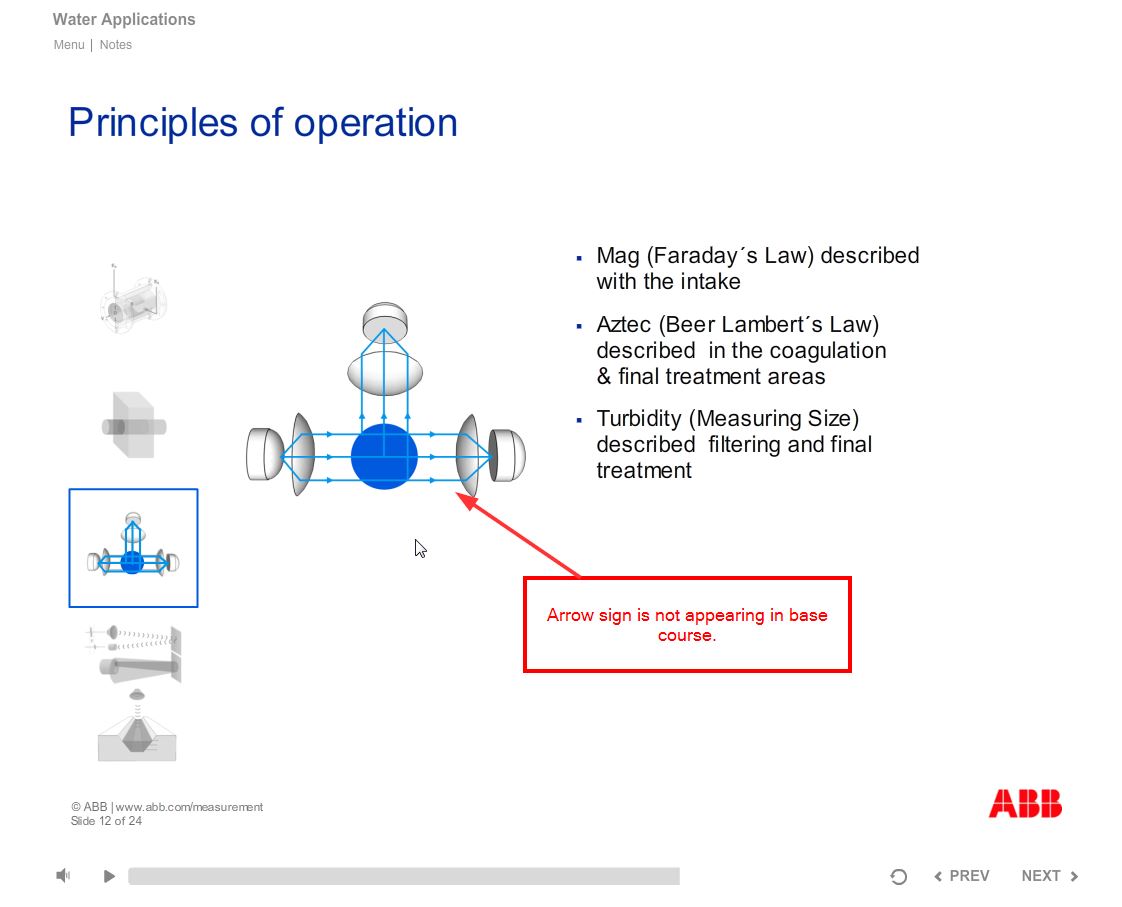 Water Applications
Menu | Notes
Principles of operation
▪ Mag (Faraday´s Law) described
with the intake
▪ Aztec (Beer Lambert´s Law)
described  in the coagulation
& final treatment areas
▪ Turbidity (Measuring Size)
described  filtering and final
treatment
Arrow sign is not appearing in base
course.
© ABB | www.abb.com/measurement
Slide 12 of 24
ABB
PREV
NEXT